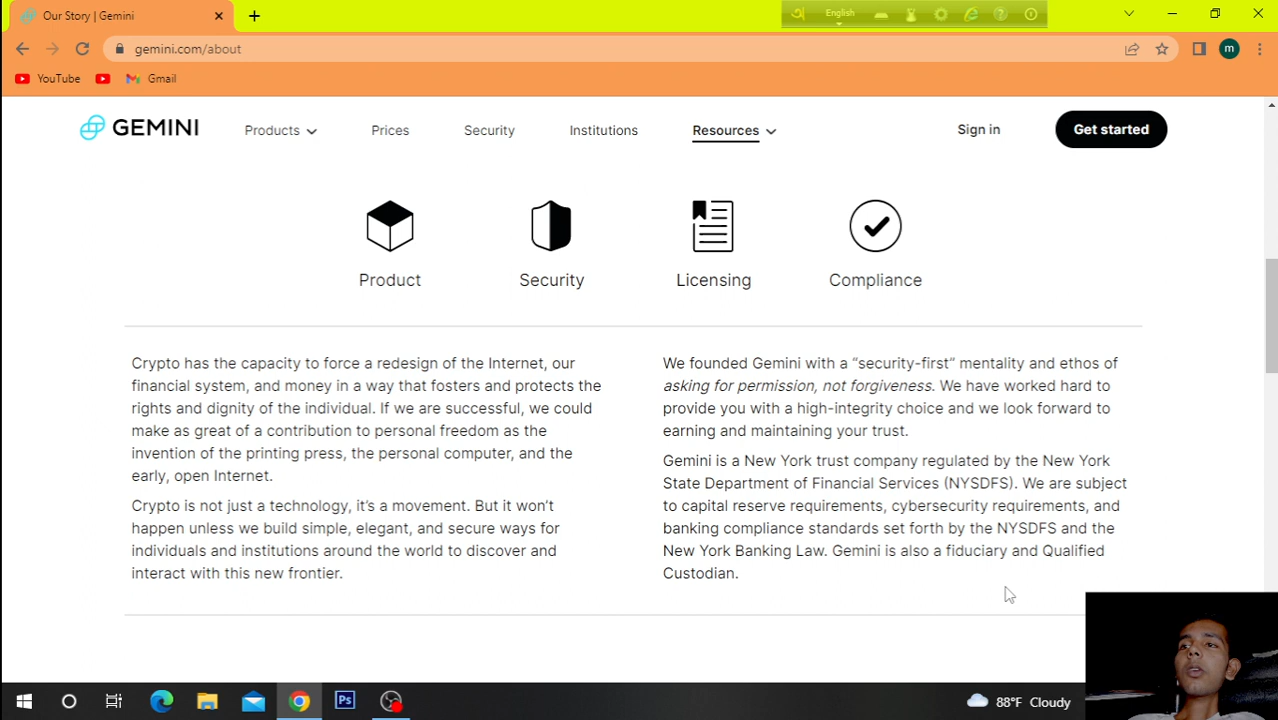 Our Story | Gemini
English
gemini.com/about
m
YouTube
Gmail
GEMINI
Products
Prices
Security
Institutions
Resources
Sign in
Get started
Product
Security
Licensing
Compliance
Crypto has the capacity to force a redesign of the Internet, our
financial system, and money in a way that fosters and protects the
rights and dignity of the individual. If we are successful, we could
make as great of a contribution to personal freedom as the
invention of the printing press, the personal computer, and the
early, open Internet.
Crypto is not just a technology, it's a movement. But it won't
happen unless we build simple, elegant, and secure ways for
individuals and institutions around the world to discover and
interact with this new frontier.
We founded Gemini with a “security-first” mentality and ethos of
asking for permission, not forgiveness. We have worked hard to
provide you with a high-integrity choice and we look forward to
earning and maintaining your trust.
Gemini is a New York trust company regulated by the New York
State Department of Financial Services (NYSDFS). We are subject
to capital reserve requirements, cybersecurity requirements, and
banking compliance standards set forth by the NYSDFS and the
New York Banking Law. Gemini is also a fiduciary and Qualified
Custodian.
Ps
88°F Cloudy